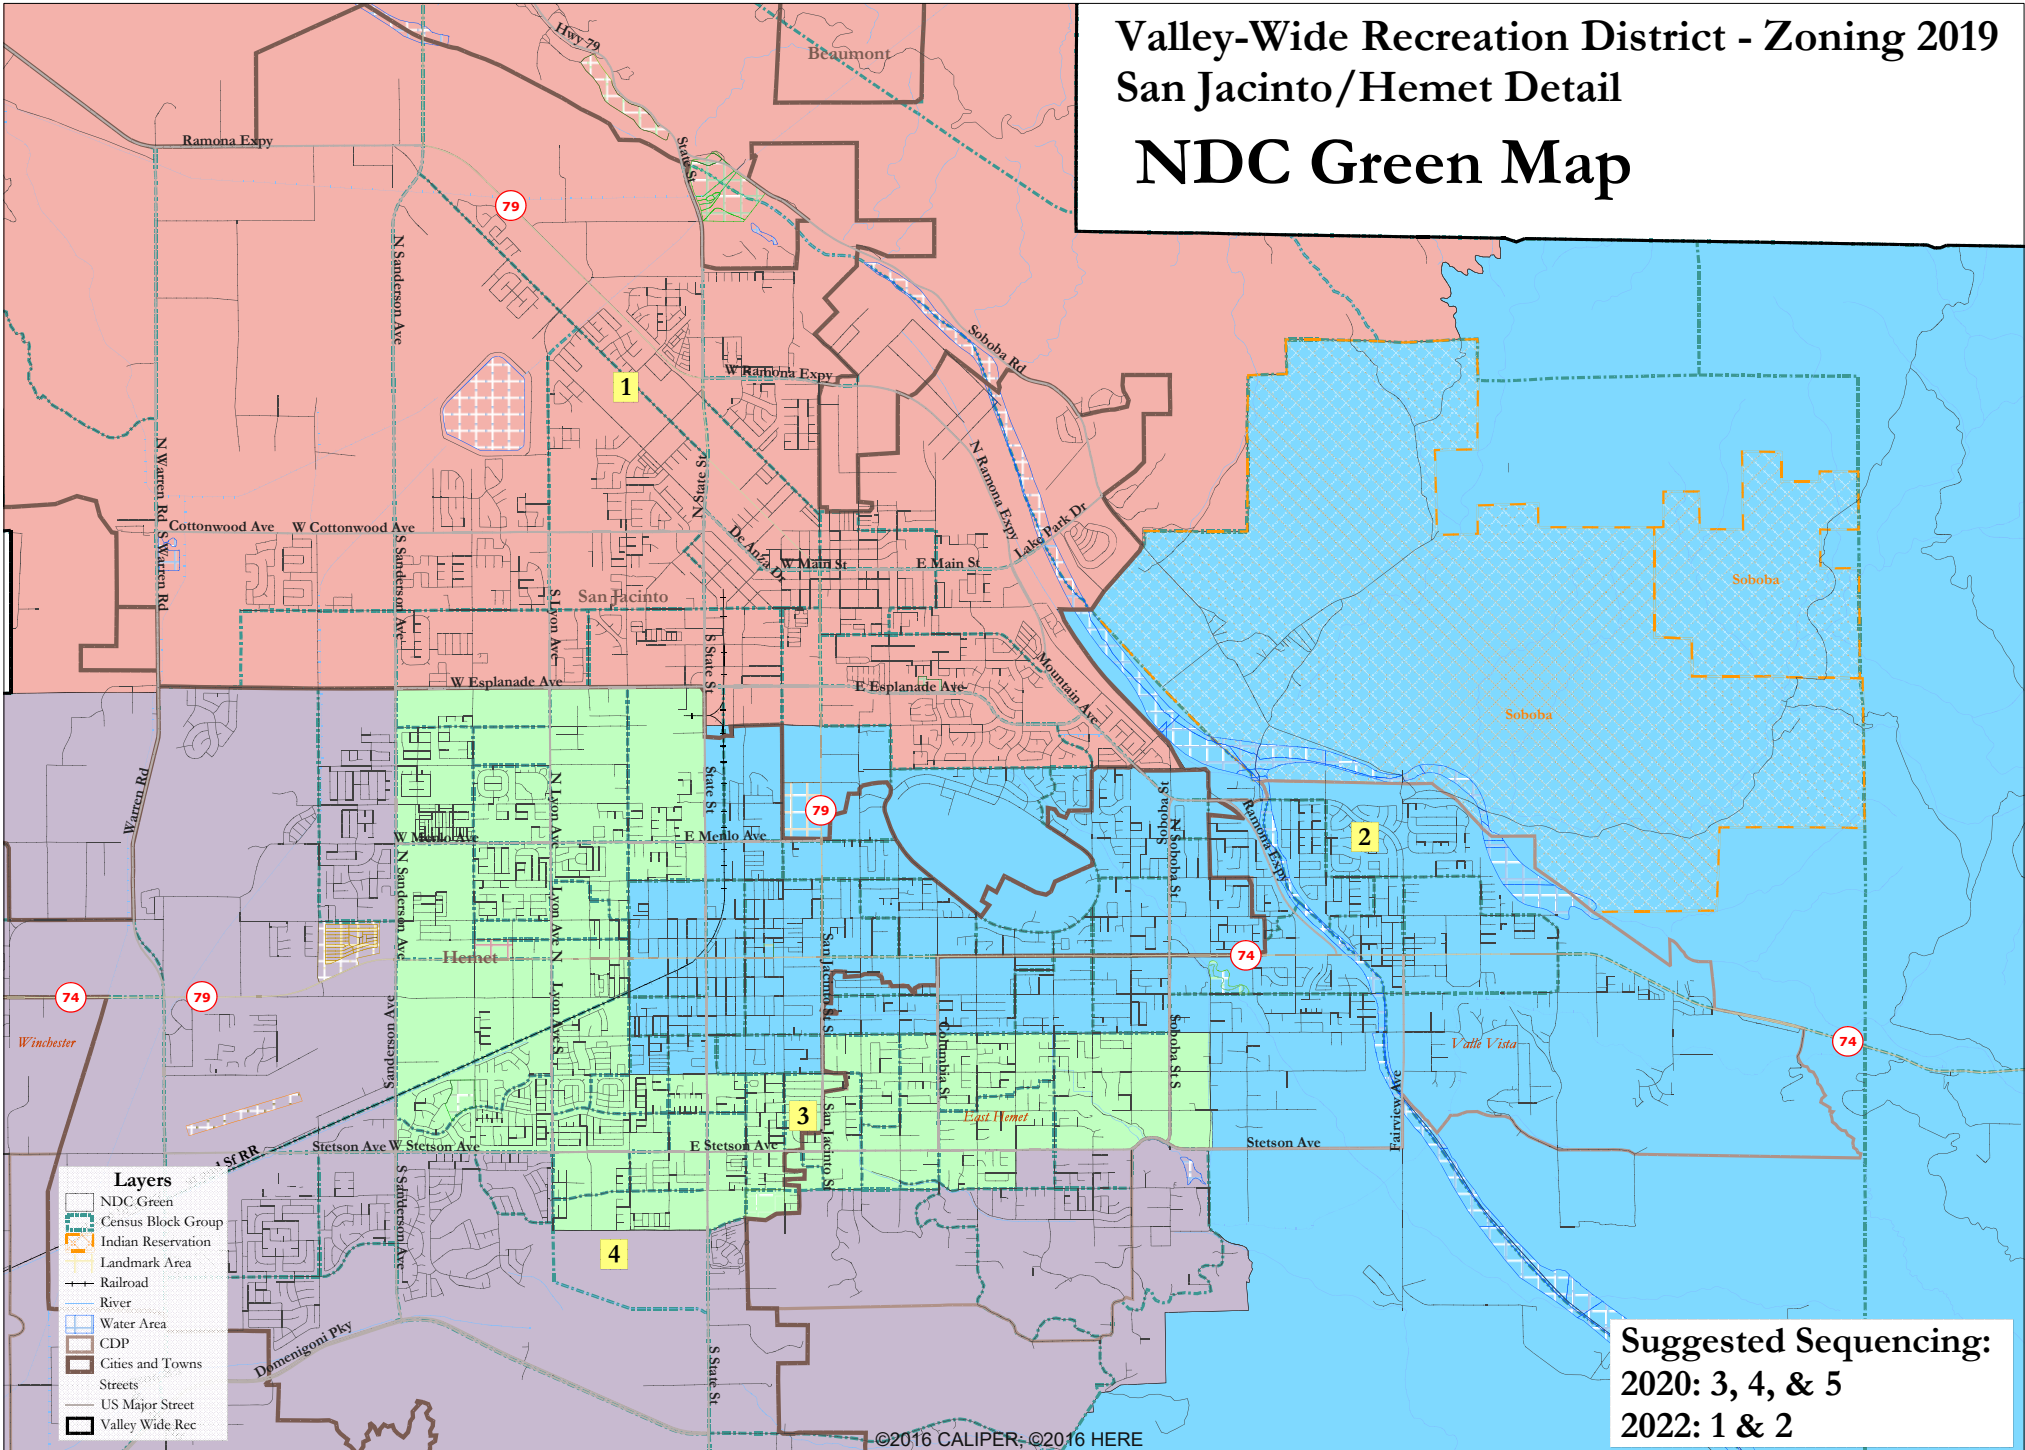 Valley-Wide Recreation District - Zoning 2019
San Jacinto/Hemet Detail
NDC Green Map
Hwy 79
Beaumont
Ramona Expy
State St
79
N Sanderson Ave
Soboba Rd
W Ramona Expy
1
N Warren Rd
N State St
N Ramona Expy
Cottonwood Ave
W Cottonwood Ave
De Anza Dr
Lake Park Dr
W Main St
E Main St
S Warren Rd
S Sanderson Ave
San Jacinto
Soboba
S Lyon Ave
S State St
Mountain Ave
W Esplanade Ave
E Esplanade Ave
Soboba
Warren Rd
N Lyon Ave
State St
79
S Soboba St
Ramona Expy
2
W Menlo Ave
E Menlo Ave
N Sanderson Ave
N Soboba St
Lyon Ave
Hemet
N
San Jacinto St
74
74
79
Winchester
Sanderson Ave
Lyon Ave
S
S
Columbia St
Soboba St
S
Valle Vista
74
3
East Hemet
San Jacinto St
Fairview Ave
Stetson Ave
W Stetson Ave
E Stetson Ave
Stetson Ave
Sf RR
S Sanderson Ave
4
Domenigoni Pky
S State St
Layers
NDC Green
Census Block Group
Indian Reservation
Landmark Area
Railroad
River
Water Area
CDP
Cities and Towns
Streets
US Major Street
Valley Wide Rec
Suggested Sequencing:
2020: 3, 4, & 5
2022: 1 & 2
©2016 CALIPER; ©2016 HERE